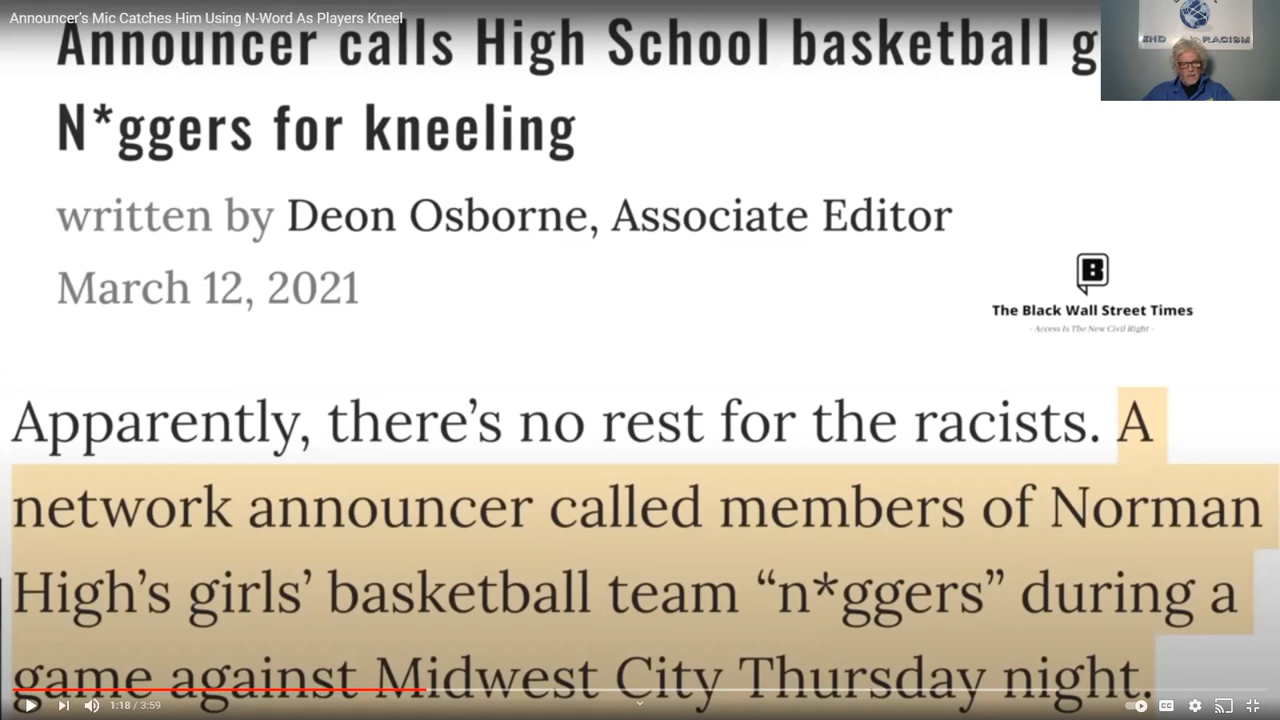 Announcer's Mic Catches Him Using N-Word As Players Kneel
END RACISM
Announcer calls High School basketball g
N*ggers for kneeling
written by Deon Osborne, Associate Editor
March 12, 2021
B
The Black Wall Street Times
- Access Is The New Civil Right -
Apparently, there's no rest for the racists. A
network announcer called members of Norman
High's girls' basketball team “n*ggers” during a
game against Midwest City Thursday night.
1:18 / 3:59
CC